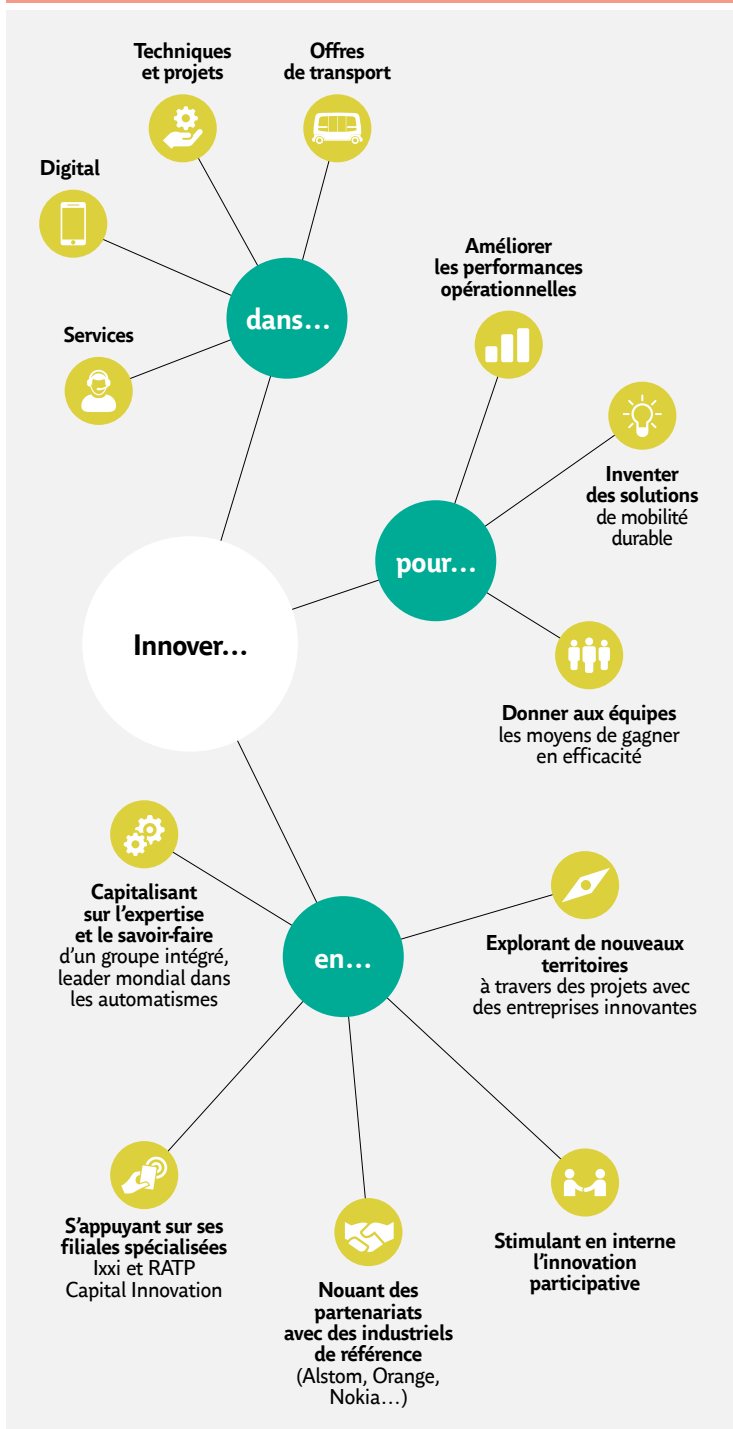 Techniques
et projets
Offres
de transport
Digital
Services
dans…
Améliorer
les performances
opérationnelles
Inventer
des solutions
de mobilité
durable
pour…
Donner aux équipes
les moyens de gagner
en efficacité
Innover…
Capitalisant
sur l'expertise
et le savoir-faire
d'un groupe intégré,
leader mondial dans
les automatismes
en…
Explorant de nouveaux
territoires
à travers des projets avec
des entreprises innovantes
S'appuyant sur ses
filiales spécialisées
Ixxi et RATP
Capital Innovation
Nouant des
partenariats
avec des industriels
de référence
(Alstom, Orange,
Nokia…)
Stimulant en interne
l'innovation
participative